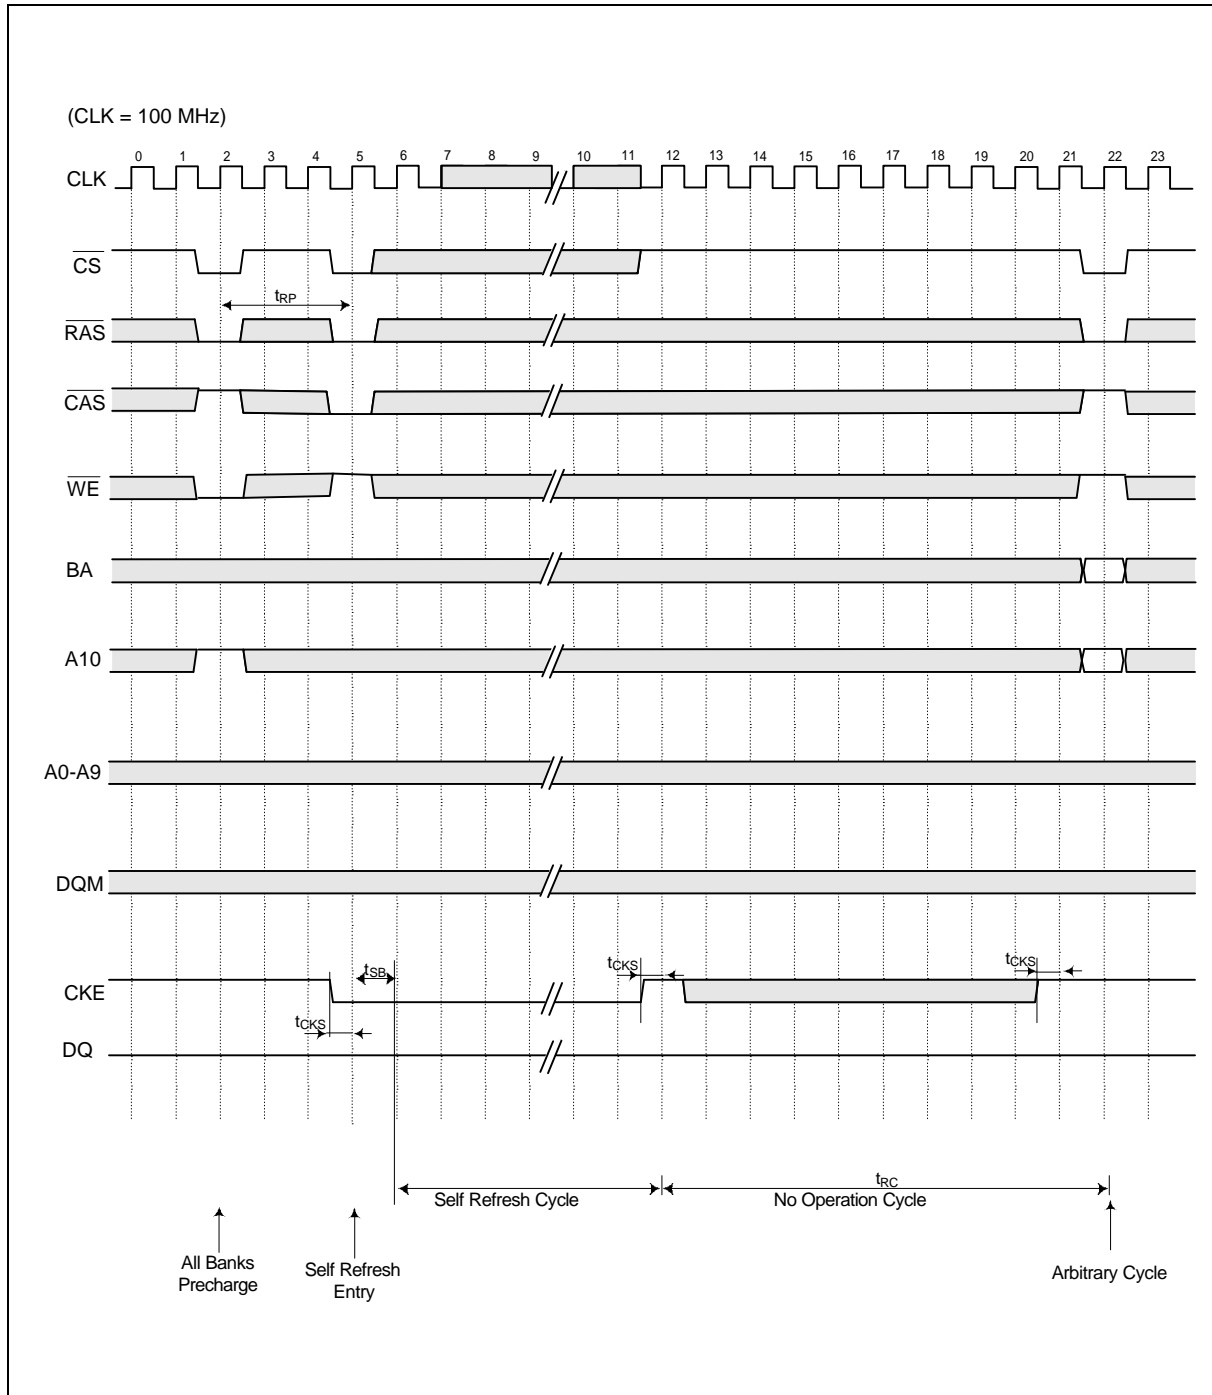 (CLK = 100 MHz)
0 1 2 3 4 5 6 7 8 9 10 11 12 13 14 15 16 17 18 19 20 21 22 23
CLK
CS
tRP
RAS
CAS
WE
BA
A10
A0-A9
DQM
tSB
tCKS
tCKS
CKE
tCKS
DQ
tRC
Self Refresh Cycle
No Operation Cycle
All Banks
Precharge
Self Refresh
Entry
Arbitrary Cycle